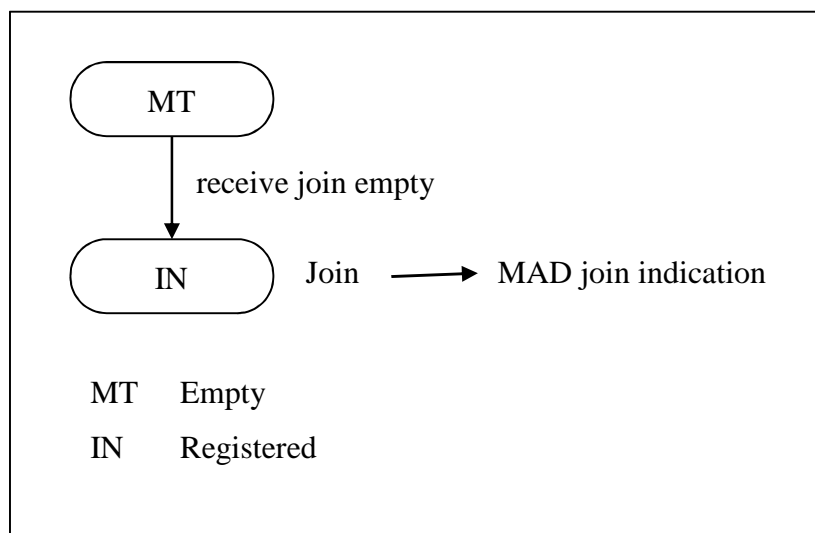 MT
receive join empty
IN Join MAD join indication
MT Empty
IN Registered